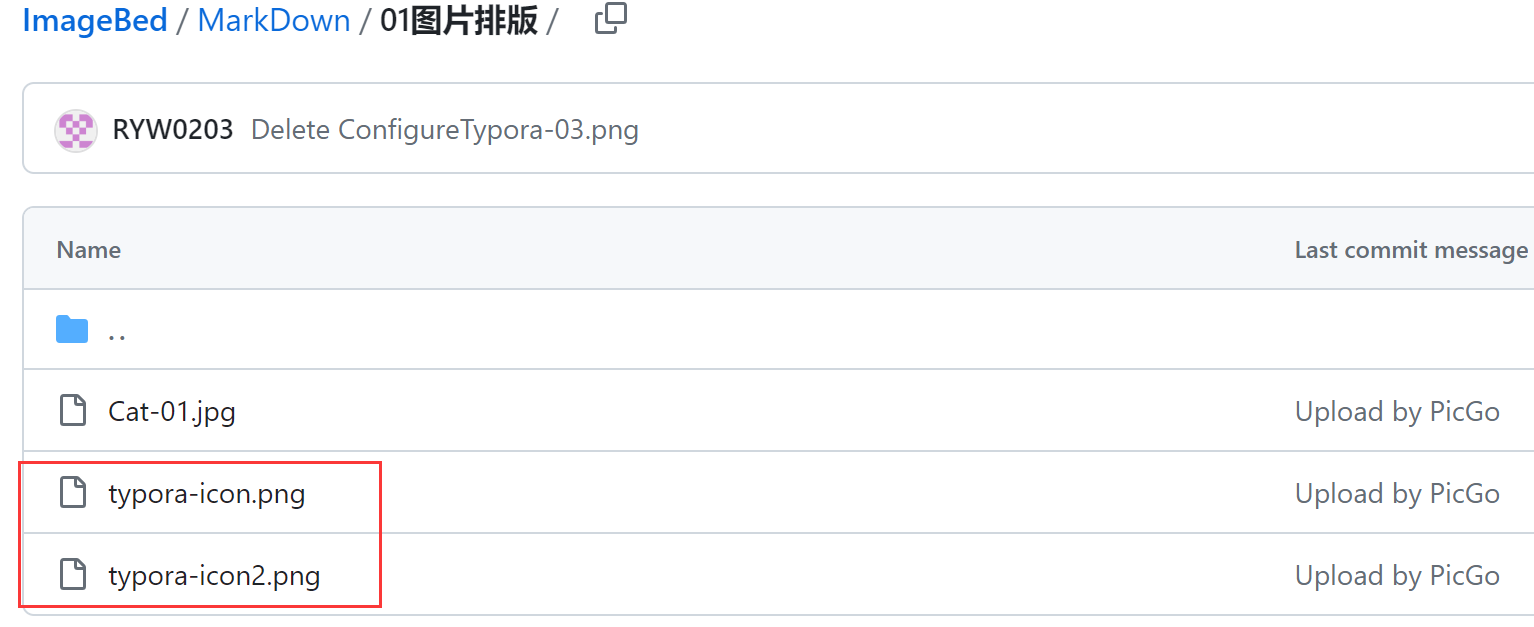 ImageBed / MarkDown / 01图片排版 /
RYW0203 Delete ConfigureTypora-03.png
Name Last commit message
..
Cat-01.jpg Upload by PicGo
typora-icon.png Upload by PicGo
typora-icon2.png Upload by PicGo